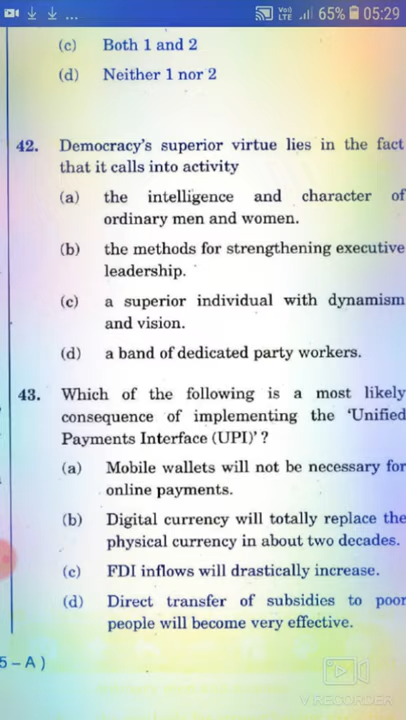 Vo)) LTE 65% 05:29
(c) Both 1 and 2
(d) Neither 1 nor 2
42. Democracy's superior virtue lies in the fact
that it calls into activity
(a) the intelligence and character of
ordinary men and women.
(b) the methods for strengthening executive
leadership.
(c) a superior individual with dynamism
and vision.
(d) a band of dedicated party workers.
43. Which of the following is a most likely
consequence of implementing the 'Unified
Payments Interface (UPI)' ?
(a) Mobile wallets will not be necessary for
online payments.
(b) Digital currency will totally replace the
physical currency in about two decades.
(c) FDI inflows will drastically increase.
(d) Direct transfer of subsidies to poor
people will become very effective.
5 – A )
V RECORDER